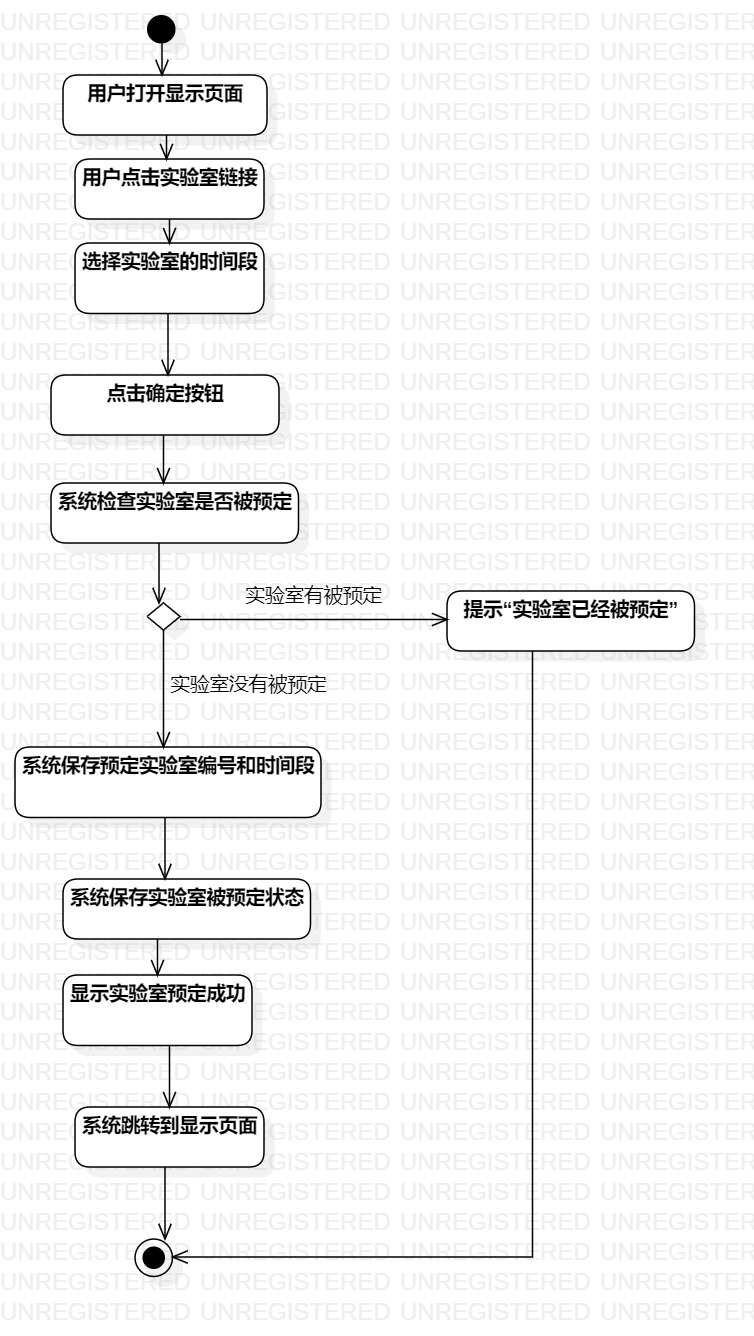 用户打开显示页面
用户点击实验室链接
选择实验室的时间段
点击确定按钮
系统检查实验室是否被预定
实验室有被预定
提示“实验室已经被预定”
实验室没有被预定
系统保存预定实验室编号和时间段
系统保存实验室被预定状态
显示实验室预定成功
系统跳转到显示页面
UNREGISTERED UNREGISTERED UNREGISTERED UNREGISTERED